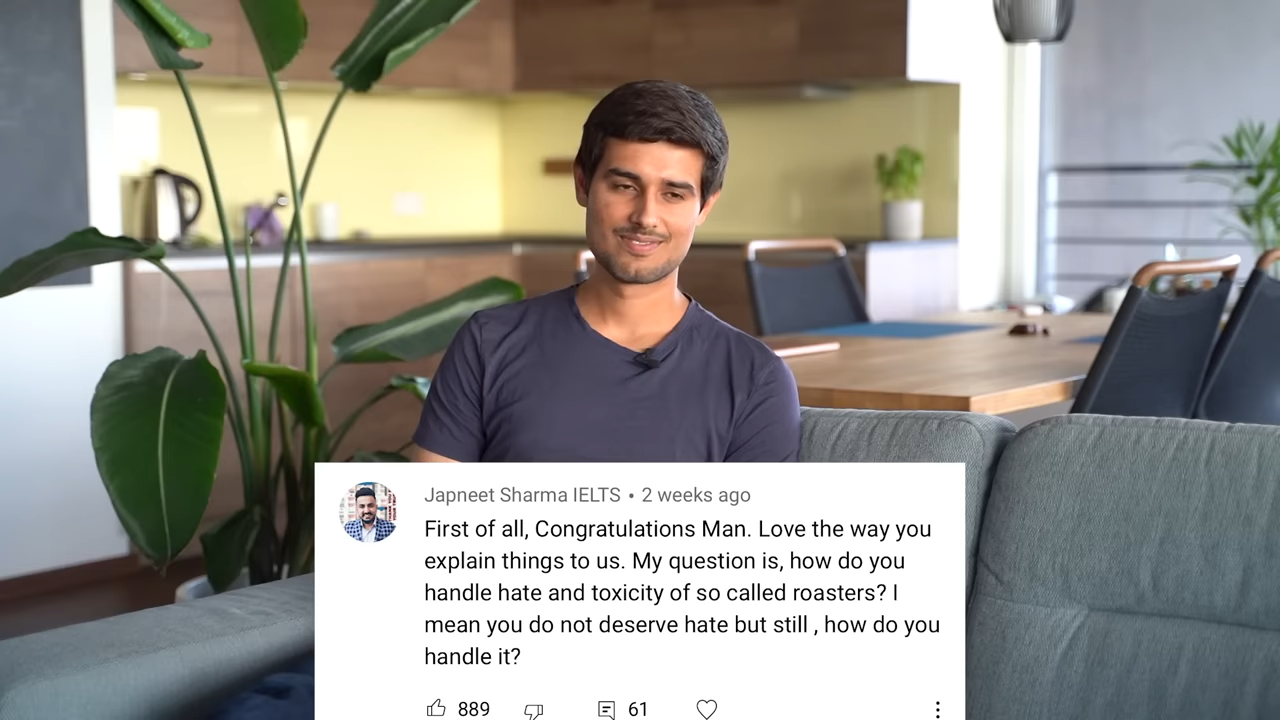 Japneet Sharma IELTS • 2 weeks ago
First of all, Congratulations Man. Love the way you
explain things to us. My question is, how do you
handle hate and toxicity of so called roasters? I
mean you do not deserve hate but still , how do you
handle it?
889 61